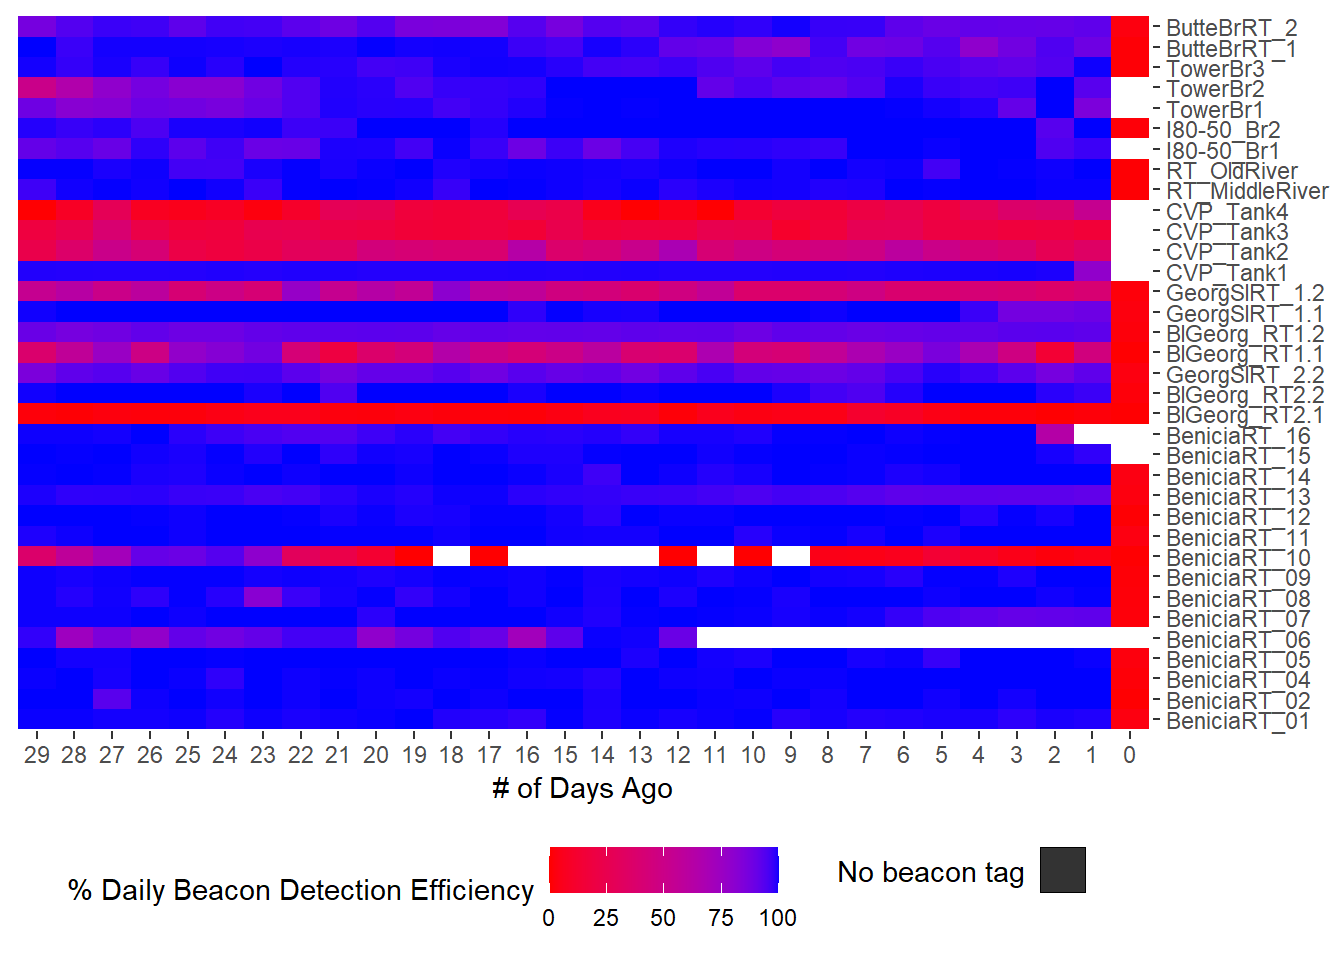 ButteBrRT_2
ButteBrRT_1
TowerBr3
TowerBr2
TowerBr1
I80-50_Br2
I80-50_Br1
RT_OldRiver
RT_MiddleRiver
CVP_Tank4
CVP_Tank3
CVP_Tank2
CVP_Tank1
GeorgSlRT_1.2
GeorgSlRT_1.1
BlGeorg_RT1.2
BlGeorg_RT1.1
GeorgSlRT_2.2
BlGeorg_RT2.2
BlGeorg_RT2.1
BeniciaRT_16
BeniciaRT_15
BeniciaRT_14
BeniciaRT_13
BeniciaRT_12
BeniciaRT_11
BeniciaRT_10
BeniciaRT_09
BeniciaRT_08
BeniciaRT_07
BeniciaRT_06
BeniciaRT_05
BeniciaRT_04
BeniciaRT_02
BeniciaRT_01
29 28 27 26 25 24 23 22 21 20 19 18 17 16 15 14 13 12 11 10 9 8 7 6 5 4 3 2 1 0
# of Days Ago
% Daily Beacon Detection Efficiency
0 25 50 75 100
No beacon tag